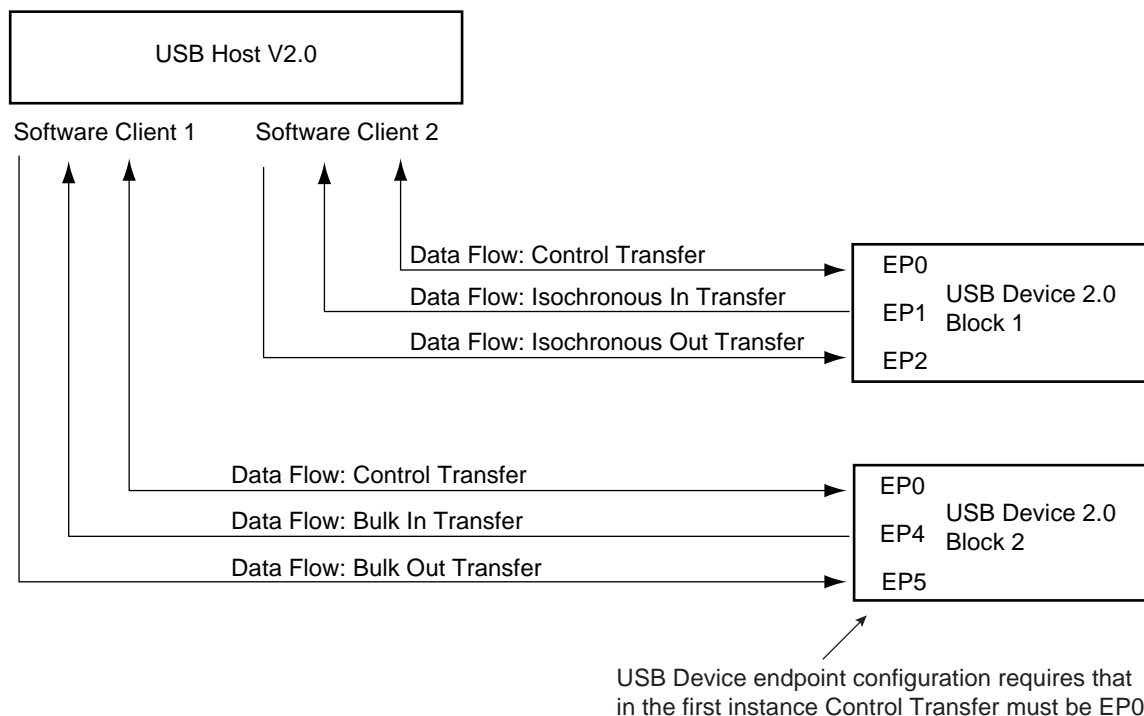 USB Host V2.0
Software Client 1
Software Client 2
Data Flow: Control Transfer
Data Flow: Isochronous In Transfer
Data Flow: Isochronous Out Transfer
EP0
EP1
EP2
USB Device 2.0
Block 1
Data Flow: Control Transfer
Data Flow: Bulk In Transfer
Data Flow: Bulk Out Transfer
EP0
EP4
EP5
USB Device 2.0
Block 2
USB Device endpoint configuration requires that
in the first instance Control Transfer must be EP0